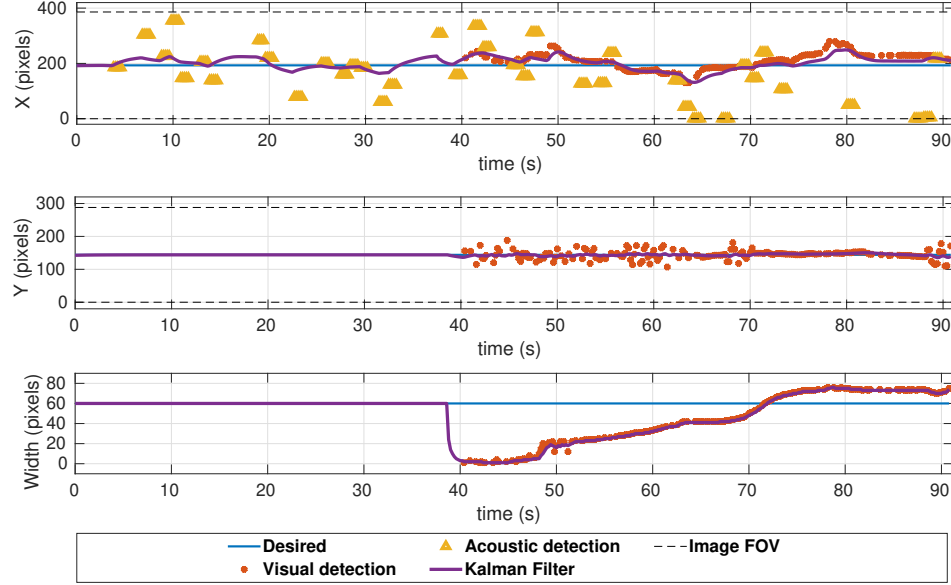 400
200
0
X (pixels)
0 10 20 30 40 50 60 70 80 90
time (s)
300
200
100
0
Y (pixels)
0 10 20 30 40 50 60 70 80 90
time (s)
80
60
40
20
0
Width (pixels)
0 10 20 30 40 50 60 70 80 90
time (s)
Desired Acoustic detection Image FOV
Visual detection Kalman Filter